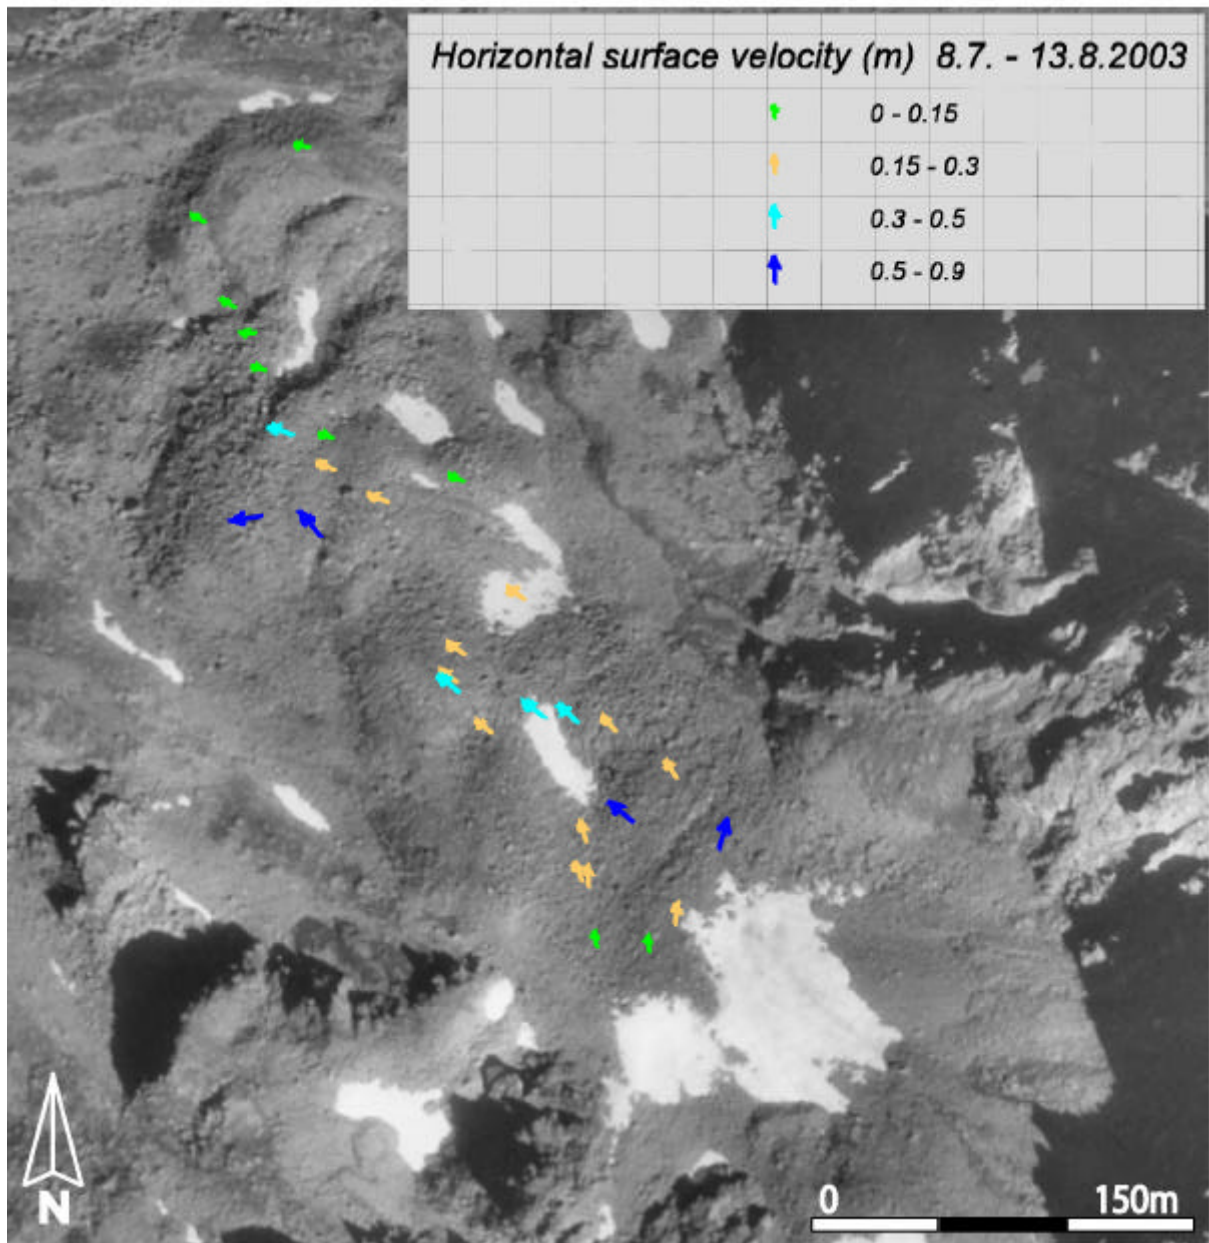 Horizontal surface velocity (m) 8.7. - 13.8.2003
0 - 0.15
0.15 - 0.3
0.3 - 0.5
0.5 - 0.9
N
0 150m